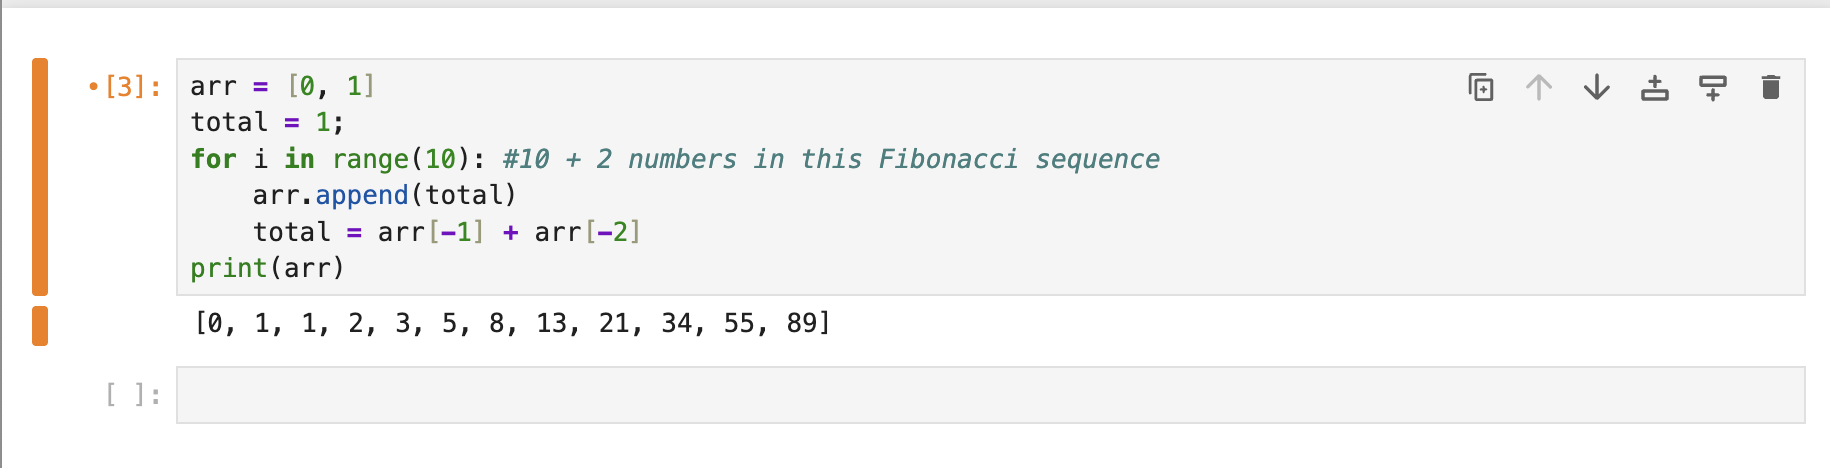 •[3]:
arr = [0, 1]
total = 1;
for i in range(10): #10 + 2 numbers in this Fibonacci sequence
    arr.append(total)
    total = arr[-1] + arr[-2]
print(arr)
[0, 1, 1, 2, 3, 5, 8, 13, 21, 34, 55, 89]
[ ]: